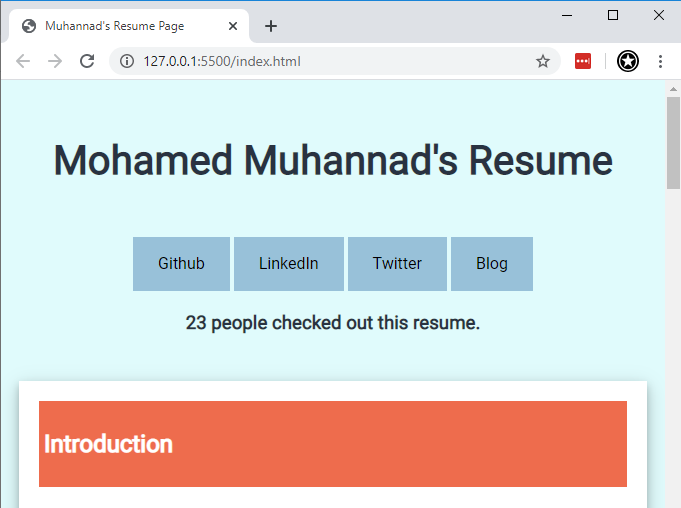 Muhannad's Resume Page
127.0.0.1:5500/index.html
Mohamed Muhannad's Resume
Github LinkedIn Twitter Blog
23 people checked out this resume.
Introduction